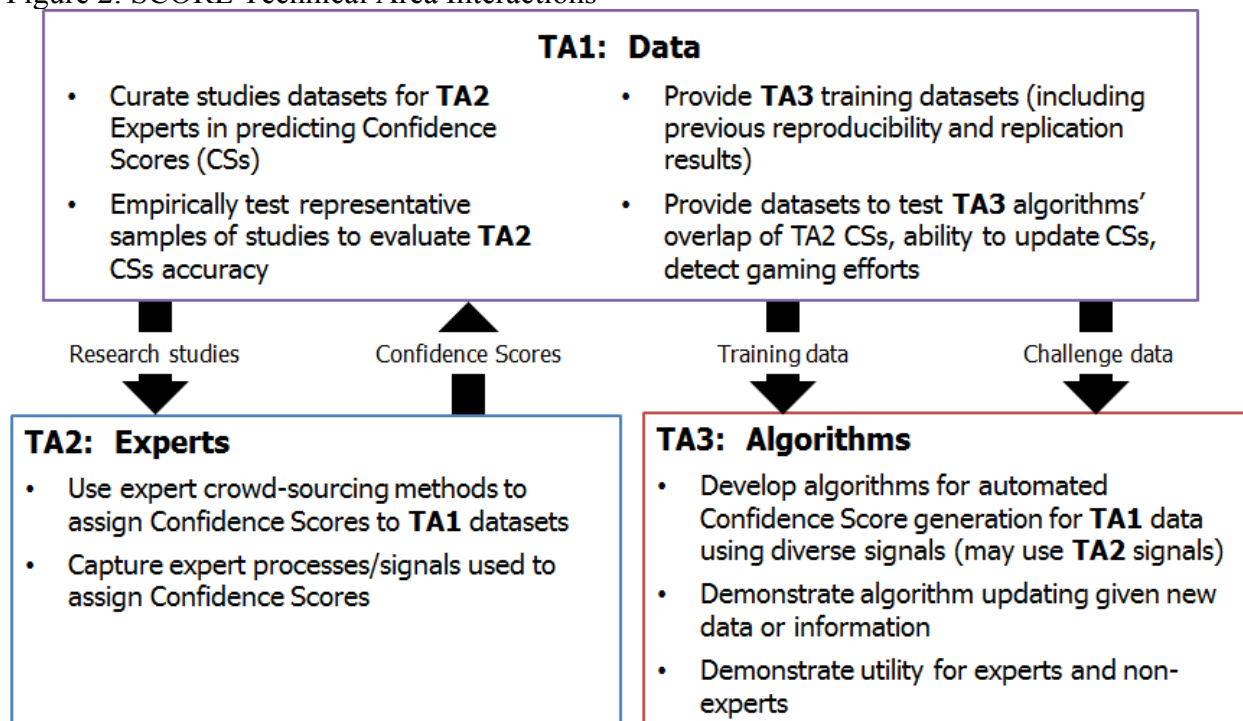 Figure 2: SCORE Technical Area Interactions
TA1: Data
• Curate studies datasets for TA2
Experts in predicting Confidence
Scores (CSs)
• Empirically test representative
samples of studies to evaluate TA2
CSs accuracy
• Provide TA3 training datasets (including
previous reproducibility and replication
results)
• Provide datasets to test TA3 algorithms’
overlap of TA2 CSs, ability to update CSs,
detect gaming efforts
Research studies
Confidence Scores
Training data
Challenge data
TA2: Experts
• Use expert crowd-sourcing methods to
assign Confidence Scores to TA1 datasets
• Capture expert processes/signals used to
assign Confidence Scores
TA3: Algorithms
• Develop algorithms for automated
Confidence Score generation for TA1 data
using diverse signals (may use TA2 signals)
• Demonstrate algorithm updating given new
data or information
• Demonstrate utility for experts and non-
experts